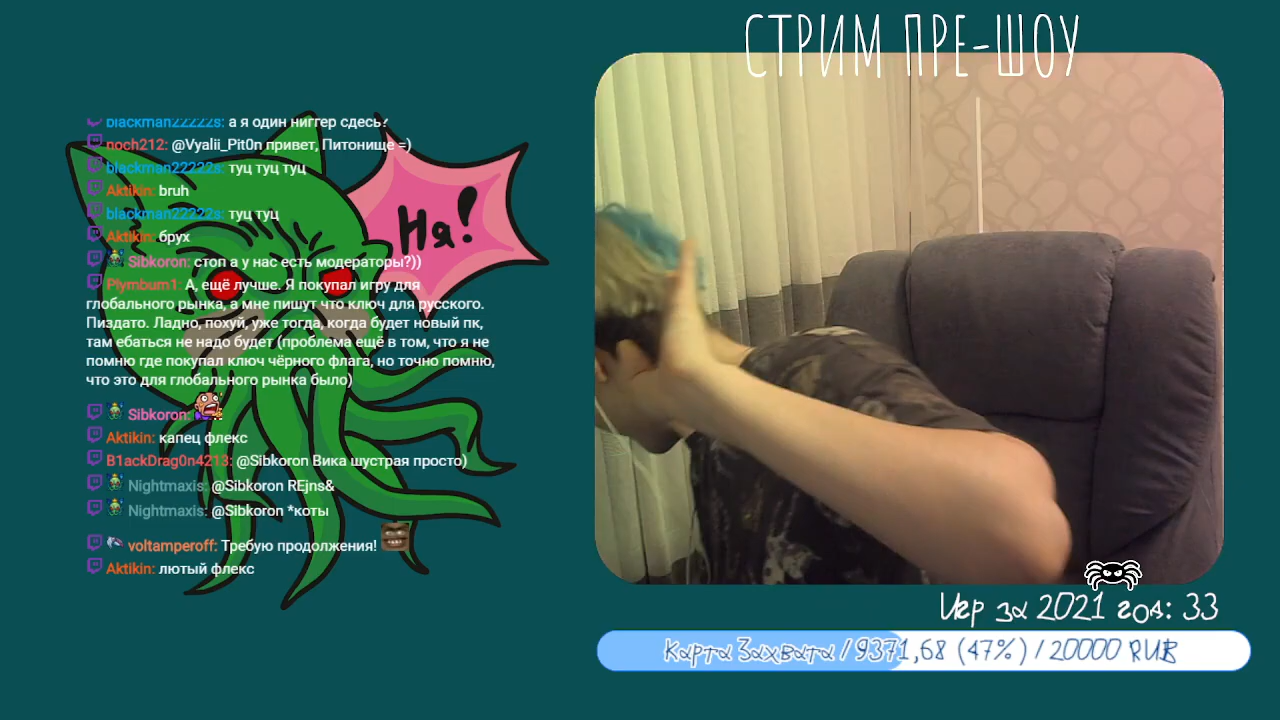 СТРИМ ПРЕ-ШОУ
blackman22222s: а я один ниггер сдесь?
noch212: @Vyalii_Pit0n привет, Питонище =)
blackman22222s: туц туц туц
Aktikin: bruh
blackman22222s: туц туц
Aktikin: брух
Sibkoron: стоп а у нас есть модераторы?))
Plymbum1: А, ещё лучше. Я покупал игру для
глобального рынка, а мне пишут что ключ для русского.
Пиздато. Ладно, похуй, уже тогда, когда будет новый пк,
там ебаться не надо будет (проблема ещё в том, что я не
помню где покупал ключ чёрного флага, но точно помню,
что это для глобального рынка было)
Sibkoron:
Aktikin: капец флекс
B1ackDrag0n4213: @Sibkoron Вика шустрая просто)
Nightmaxis: @Sibkoron REjns&
Nightmaxis: @Sibkoron *коты
voltamperoff: Требую продолжения!
Aktikin: лютый флекс
Ня!
Игр за 2021 год: 33
Карта Захвата / 9371,68 (47%) / 20000 RUB